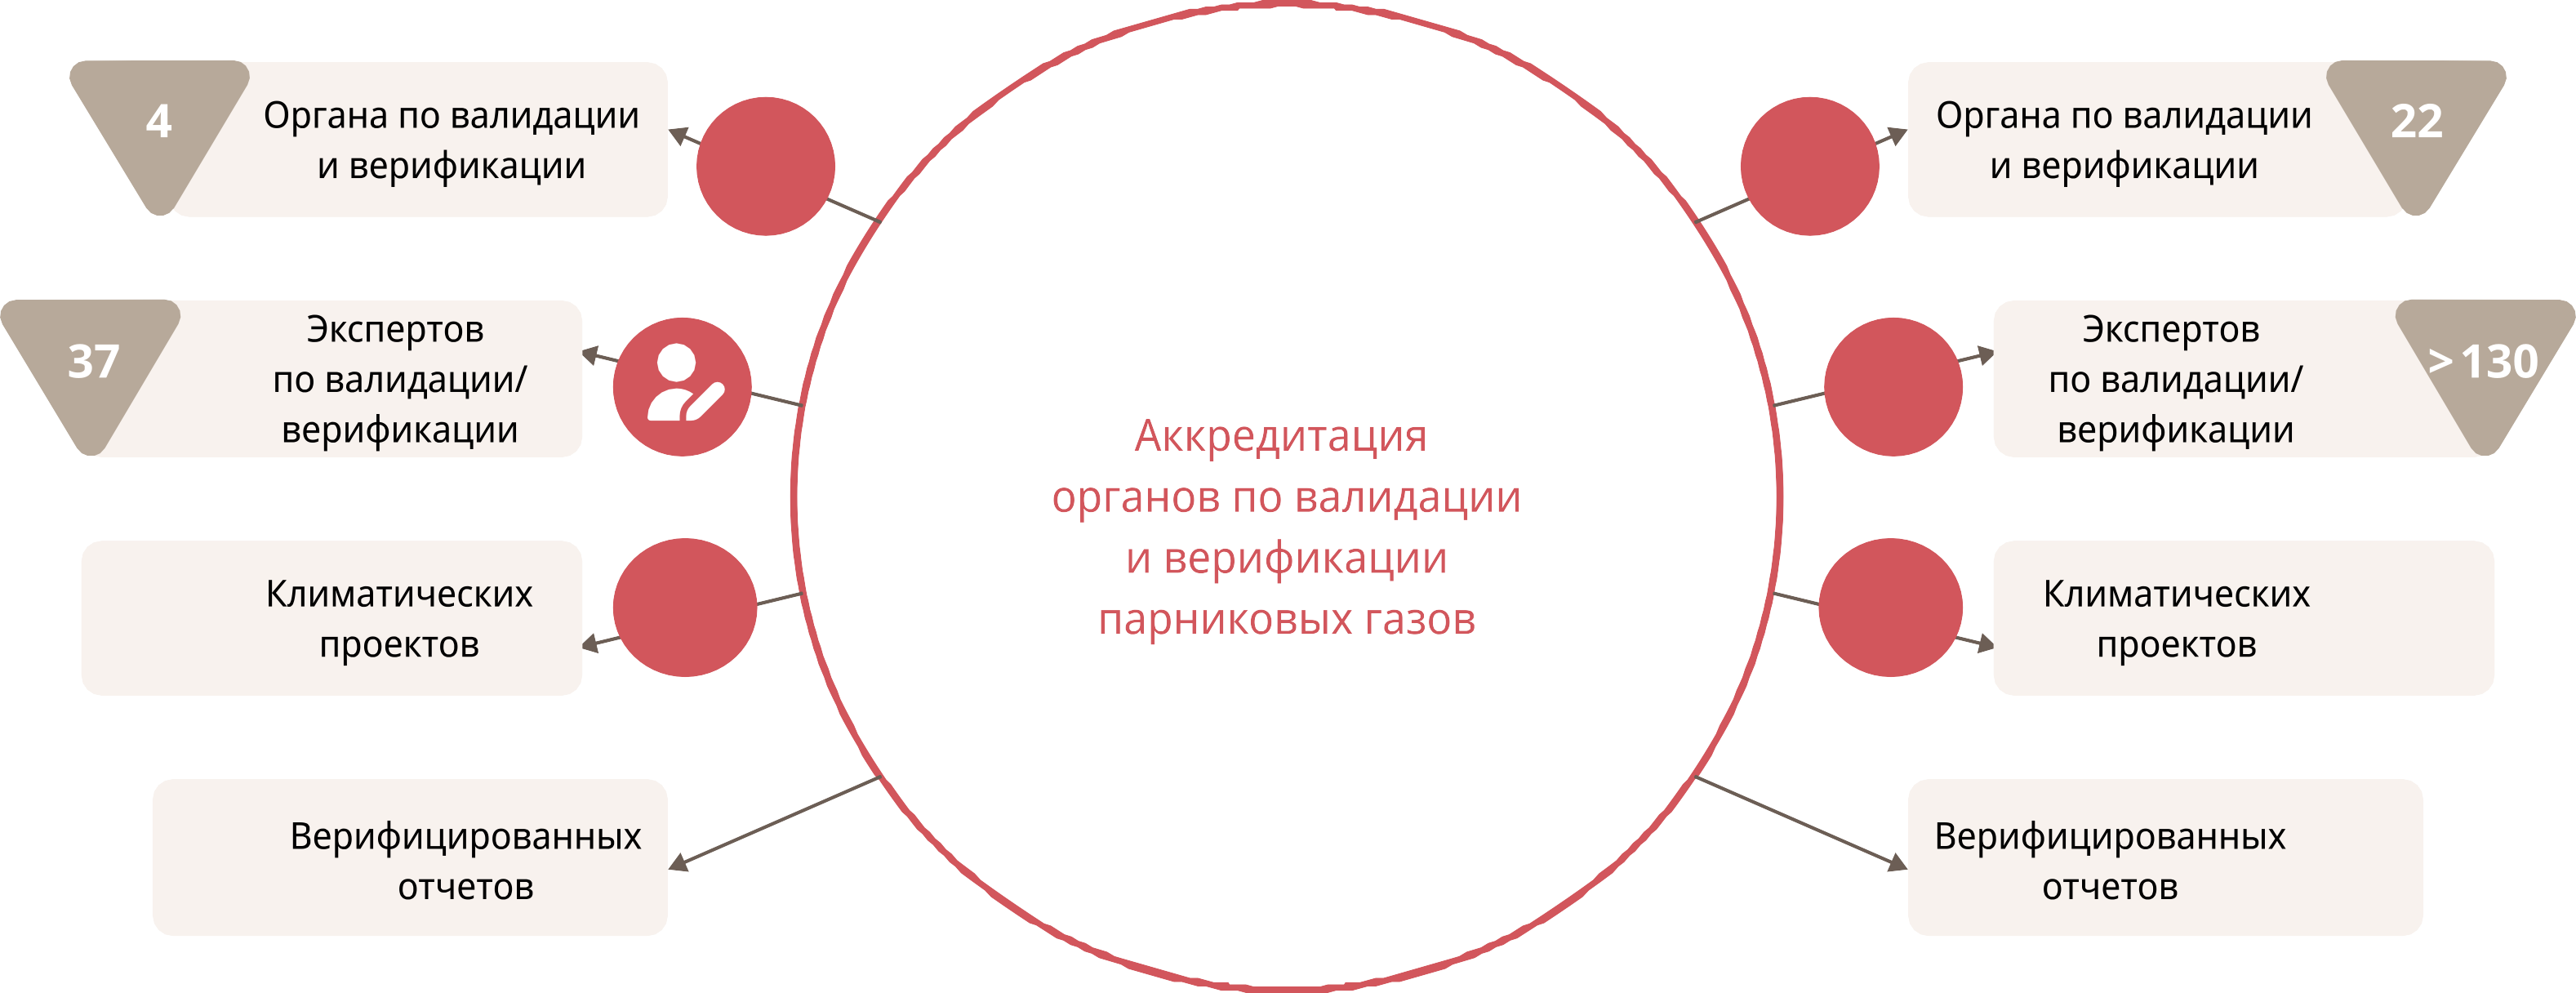 4
Органа по валидации
и верификации
37
Экспертов
по валидации/
верификации
Климатических
проектов
Верифицированных
отчетов
Аккредитация
органов по валидации
и верификации
парниковых газов
Органа по валидации
и верификации
22
Экспертов
по валидации/
верификации
>130
Климатических
проектов
Верифицированных
отчетов